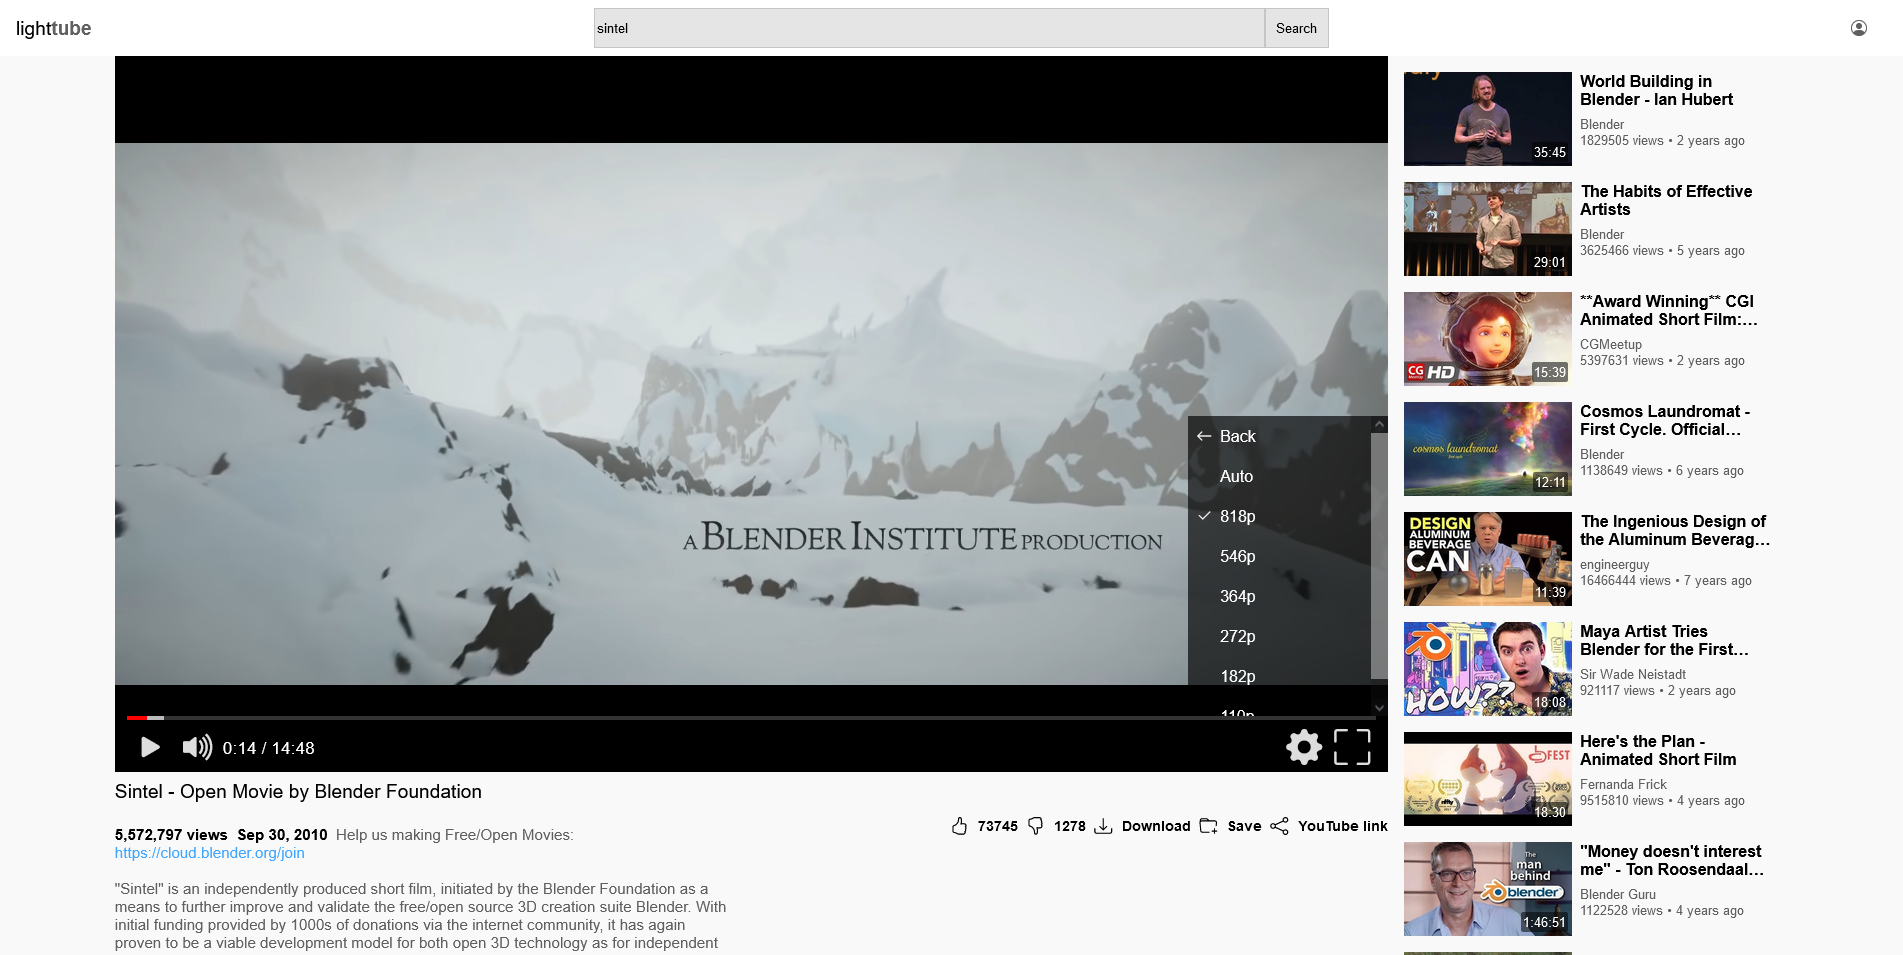 lighttube
sintel
Search
A BLENDER INSTITUTE PRODUCTION
Back
Auto
818p
546p
364p
272p
182p
110p
0:14 / 14:48
Sintel - Open Movie by Blender Foundation
73745
1278
Download
Save
YouTube link
5,572,797 views Sep 30, 2010 Help us making Free/Open Movies:
https://cloud.blender.org/join
"Sintel" is an independently produced short film, initiated by the Blender Foundation as a
means to further improve and validate the free/open source 3D creation suite Blender. With
initial funding provided by 1000s of donations via the internet community, it has again
proven to be a viable development model for both open 3D technology as for independent
35:45
World Building in
Blender - Ian Hubert
Blender
1829505 views • 2 years ago
29:01
The Habits of Effective
Artists
Blender
3625466 views • 5 years ago
CG
HD
15:39
**Award Winning** CGI
Animated Short Film:...
CGMeetup
5397631 views • 2 years ago
cosmos laundromat
12:11
Cosmos Laundromat -
First Cycle. Official...
Blender
1138649 views • 6 years ago
DESIGN
ALUMINUM
BEVERAGE
CAN
11:39
The Ingenious Design of
the Aluminum Beverag...
engineerguy
16466444 views • 7 years ago
HOW??
18:08
Maya Artist Tries
Blender for the First...
Sir Wade Neistadt
921117 views • 2 years ago
FEST
18:30
Here's the Plan -
Animated Short Film
Fernanda Frick
9515810 views • 4 years ago
The
man
behind
blender
1:46:51
"Money doesn't interest
me" - Ton Roosendaal...
Blender Guru
1122528 views • 4 years ago